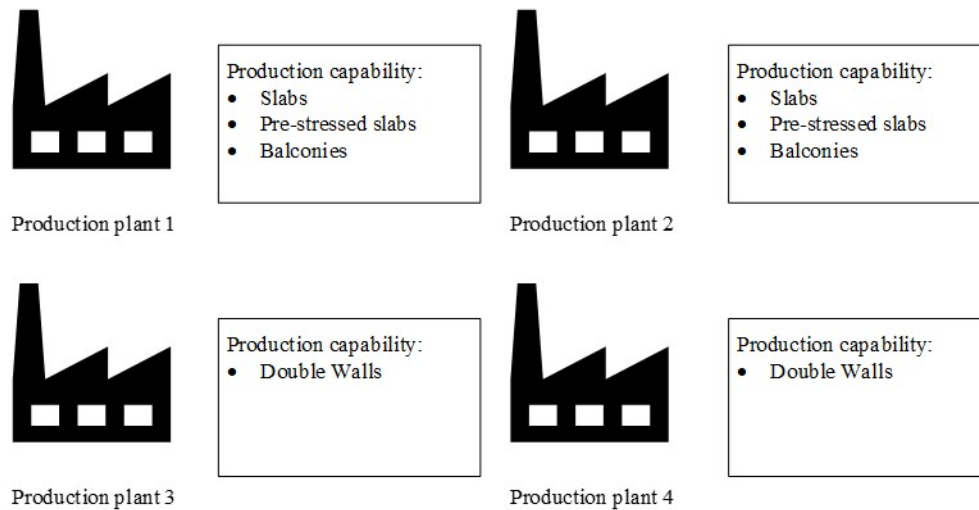 Production capability:
• Slabs
• Pre-stressed slabs
• Balconies
Production plant 1
Production capability:
• Slabs
• Pre-stressed slabs
• Balconies
Production plant 2
Production capability:
• Double Walls
Production plant 3
Production capability:
• Double Walls
Production plant 4